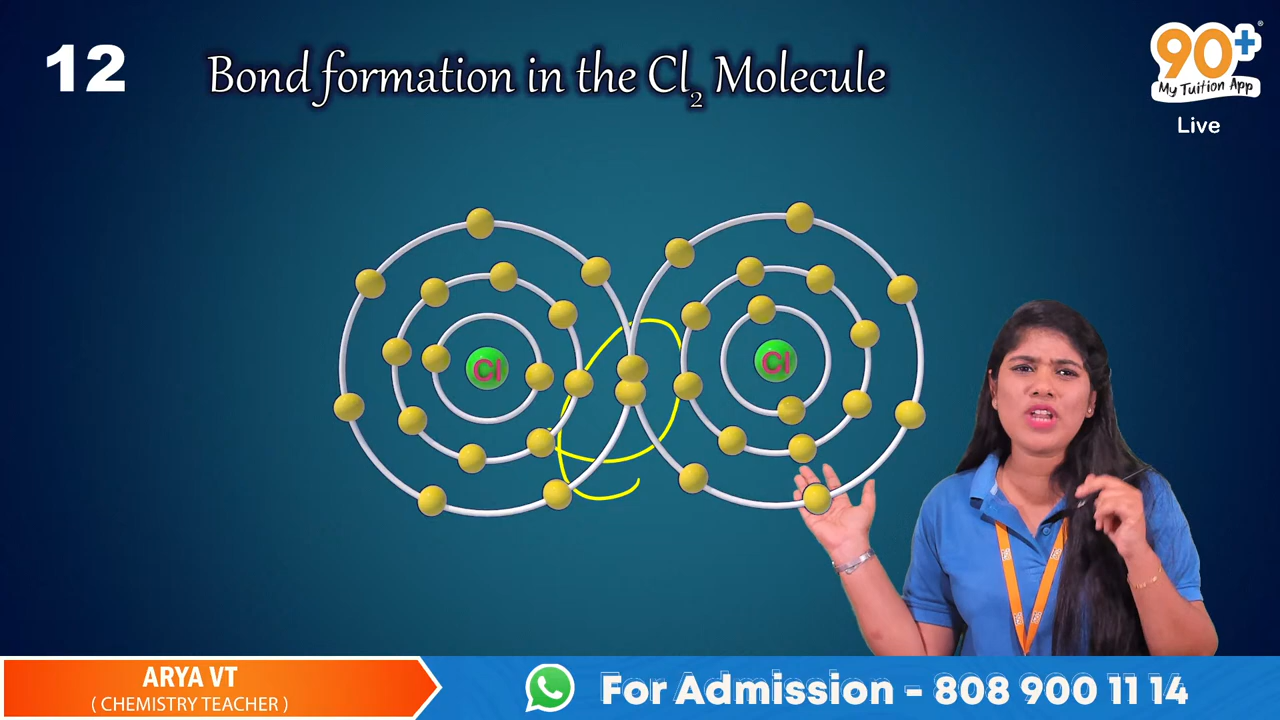 12
Bond formation in the Cl₂ Molecule
90+
My Tuition App
Live
Cl
Cl
ARYA VT
( CHEMISTRY TEACHER )
For Admission - 808 900 11 14